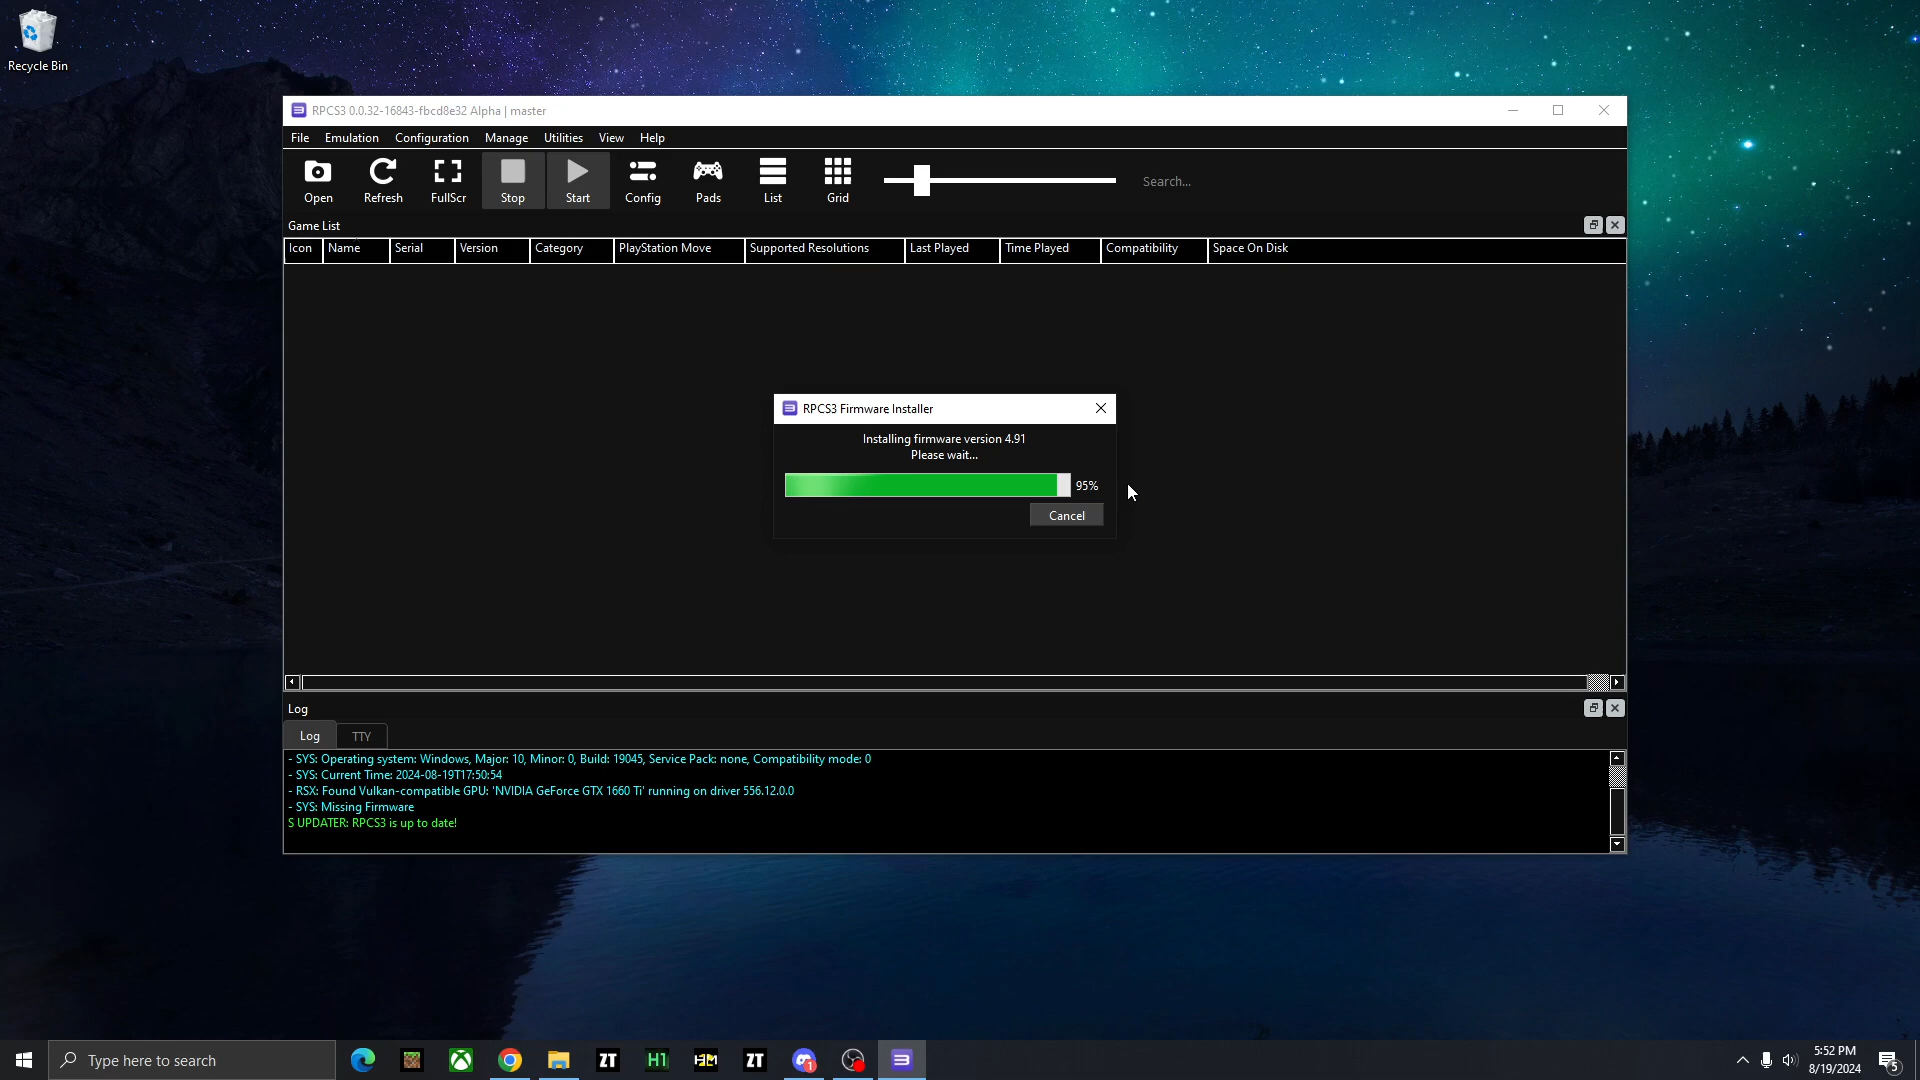 Recycle Bin
RPCS3 0.0.32-16843-fbcd8e32 Alpha | master
File Emulation Configuration Manage Utilities View Help
Open Refresh FullScr Stop Start Config Pads List Grid Search...
Game List
Icon Name Serial Version Category PlayStation Move Supported Resolutions Last Played Time Played Compatibility Space On Disk
RPCS3 Firmware Installer
Installing firmware version 4.91
Please wait...
95%
Cancel
Log
Log TTY
- SYS: Operating system: Windows, Major: 10, Minor: 0, Build: 19045, Service Pack: none, Compatibility mode: 0
- SYS: Current Time: 2024-08-19T17:50:54
- RSX: Found Vulkan-compatible GPU: 'NVIDIA GeForce GTX 1660 Ti' running on driver 556.12.0.0
- SYS: Missing Firmware
S UPDATER: RPCS3 is up to date!
Type here to search
ZT H1 ZT 1
5:52 PM
8/19/2024
5